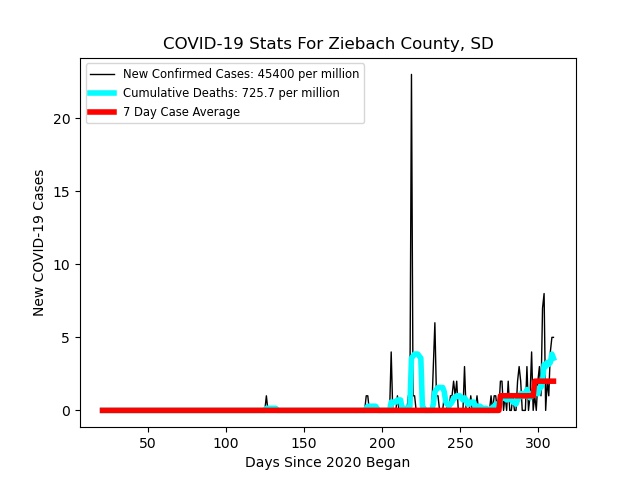 COVID-19 Stats For Ziebach County, SD
New Confirmed Cases: 45400 per million
Cumulative Deaths: 725.7 per million
7 Day Case Average
New COVID-19 Cases
20
15
10
5
0
50 100 150 200 250 300
Days Since 2020 Began